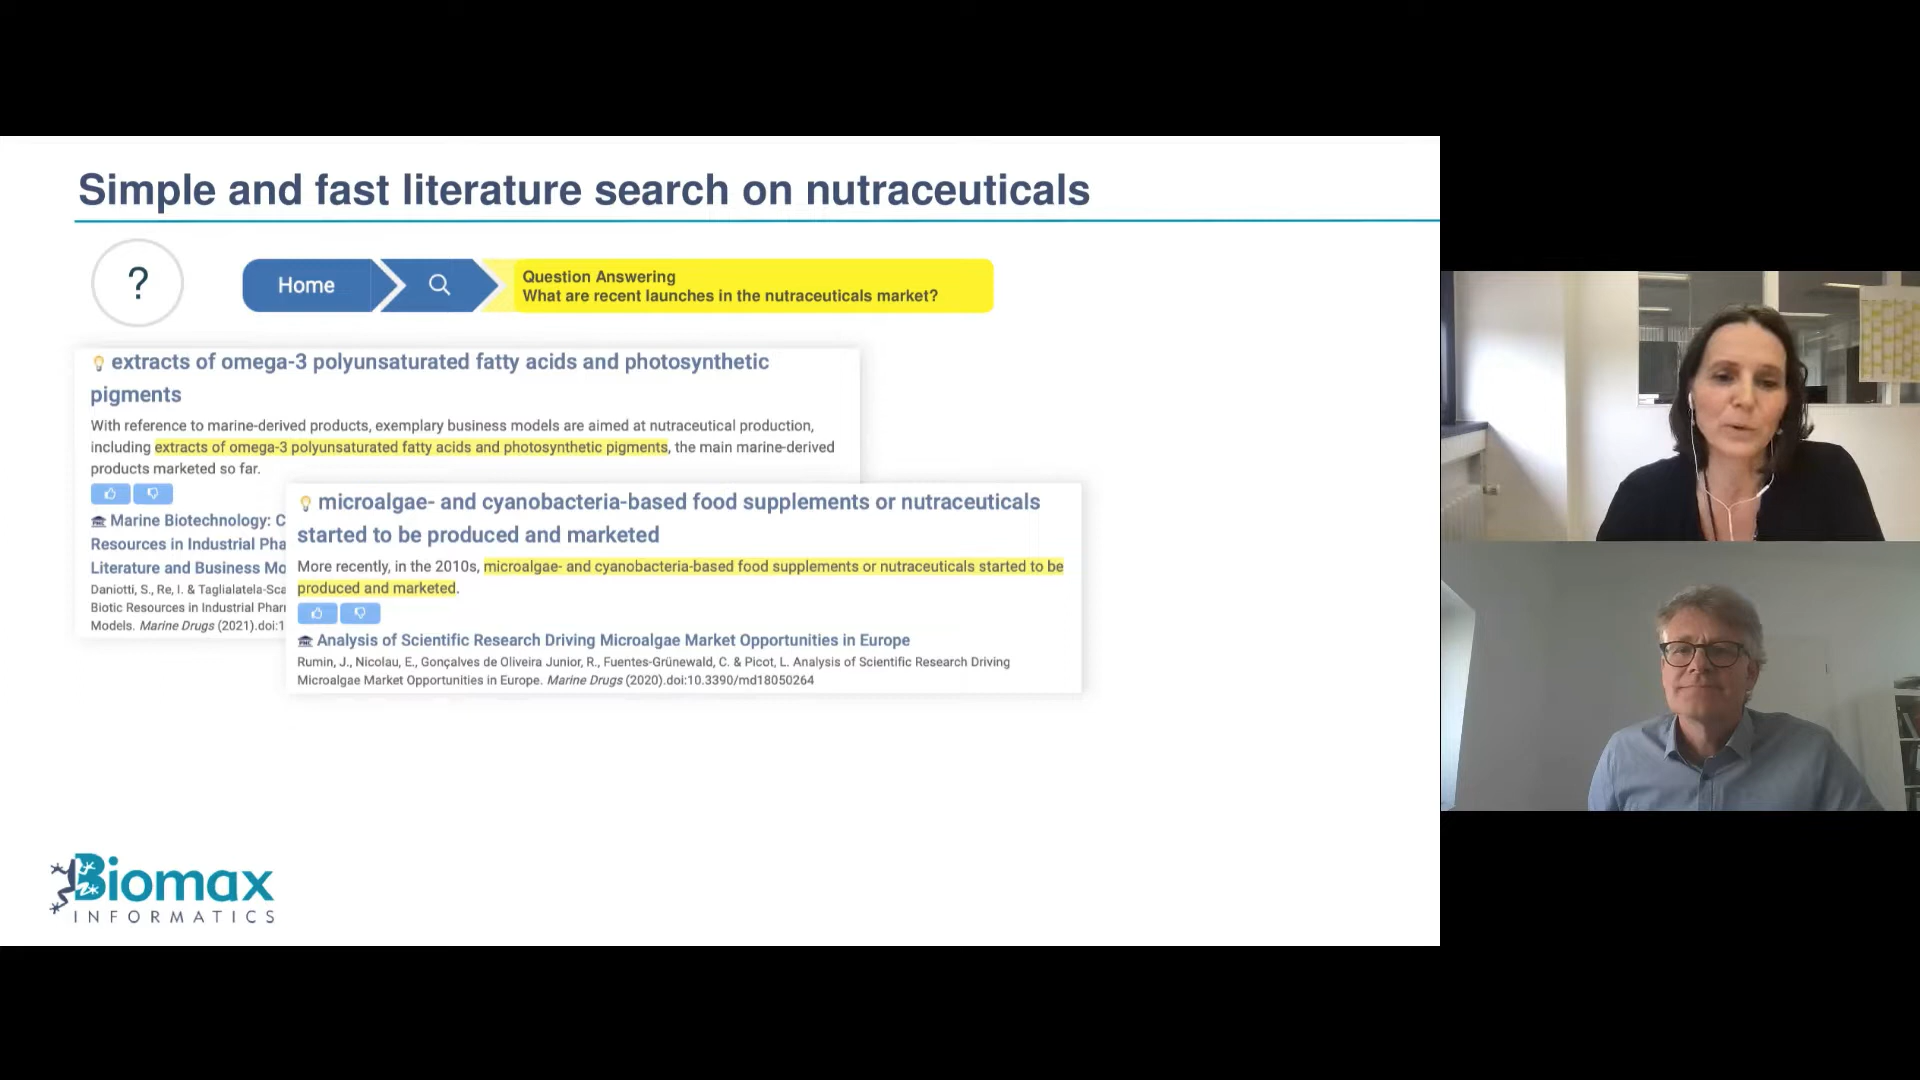 Simple and fast literature search on nutraceuticals
?
Home
Question Answering
What are recent launches in the nutraceuticals market?
extracts of omega-3 polyunsaturated fatty acids and photosynthetic
pigments
With reference to marine-derived products, exemplary business models are aimed at nutraceutical production,
including extracts of omega-3 polyunsaturated fatty acids and photosynthetic pigments, the main marine-derived
products marketed so far.
Marine Biotechnology: C
Resources in Industrial Pha
Literature and Business Mo
Daniotti, S., Re, I. & Taglialatela-Sca
Biotic Resources in Industrial Phar
Models. Marine Drugs (2021).doi:1
microalgae- and cyanobacteria-based food supplements or nutraceuticals
started to be produced and marketed
More recently, in the 2010s, microalgae- and cyanobacteria-based food supplements or nutraceuticals started to be
produced and marketed.
Analysis of Scientific Research Driving Microalgae Market Opportunities in Europe
Rumin, J., Nicolau, E., Gonçalves de Oliveira Junior, R., Fuentes-Grünewald, C. & Picot, L. Analysis of Scientific Research Driving
Microalgae Market Opportunities in Europe. Marine Drugs (2020).doi:10.3390/md18050264
Biomax
INFORMATICS